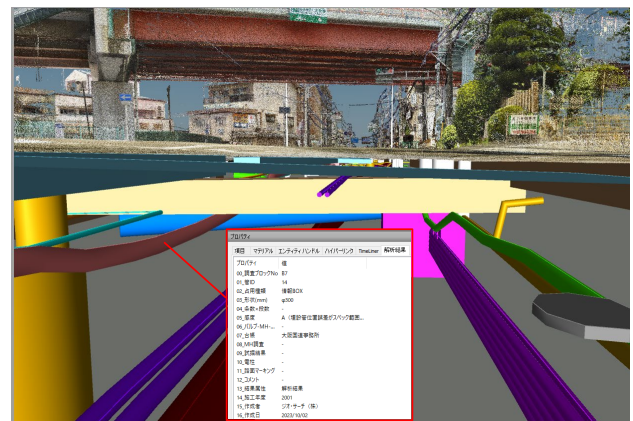 プロパティ
項目 マテリアル エンティティハンドル ハイパーリンク TimeLiner 解析結果
プロパティ 値
00_調査ブロックNo B7
01_管ID 14
02_占用種類 情報BOX
03_形状(mm) φ300
04_条数×段数 -
05_感度 A（埋設管位置誤差がスペック範囲...
06_バルブ・MH-... -
07_台帳 大阪国道事務所
08_MH調査 -
09_試掘結果 -
10_電性 -
11_路面マーキング -
12_コメント -
13_結果属性 解析結果
14_施工年度 2001
15_作成者 ジオ・サーチ（株）
16_作成日 2023/10/02